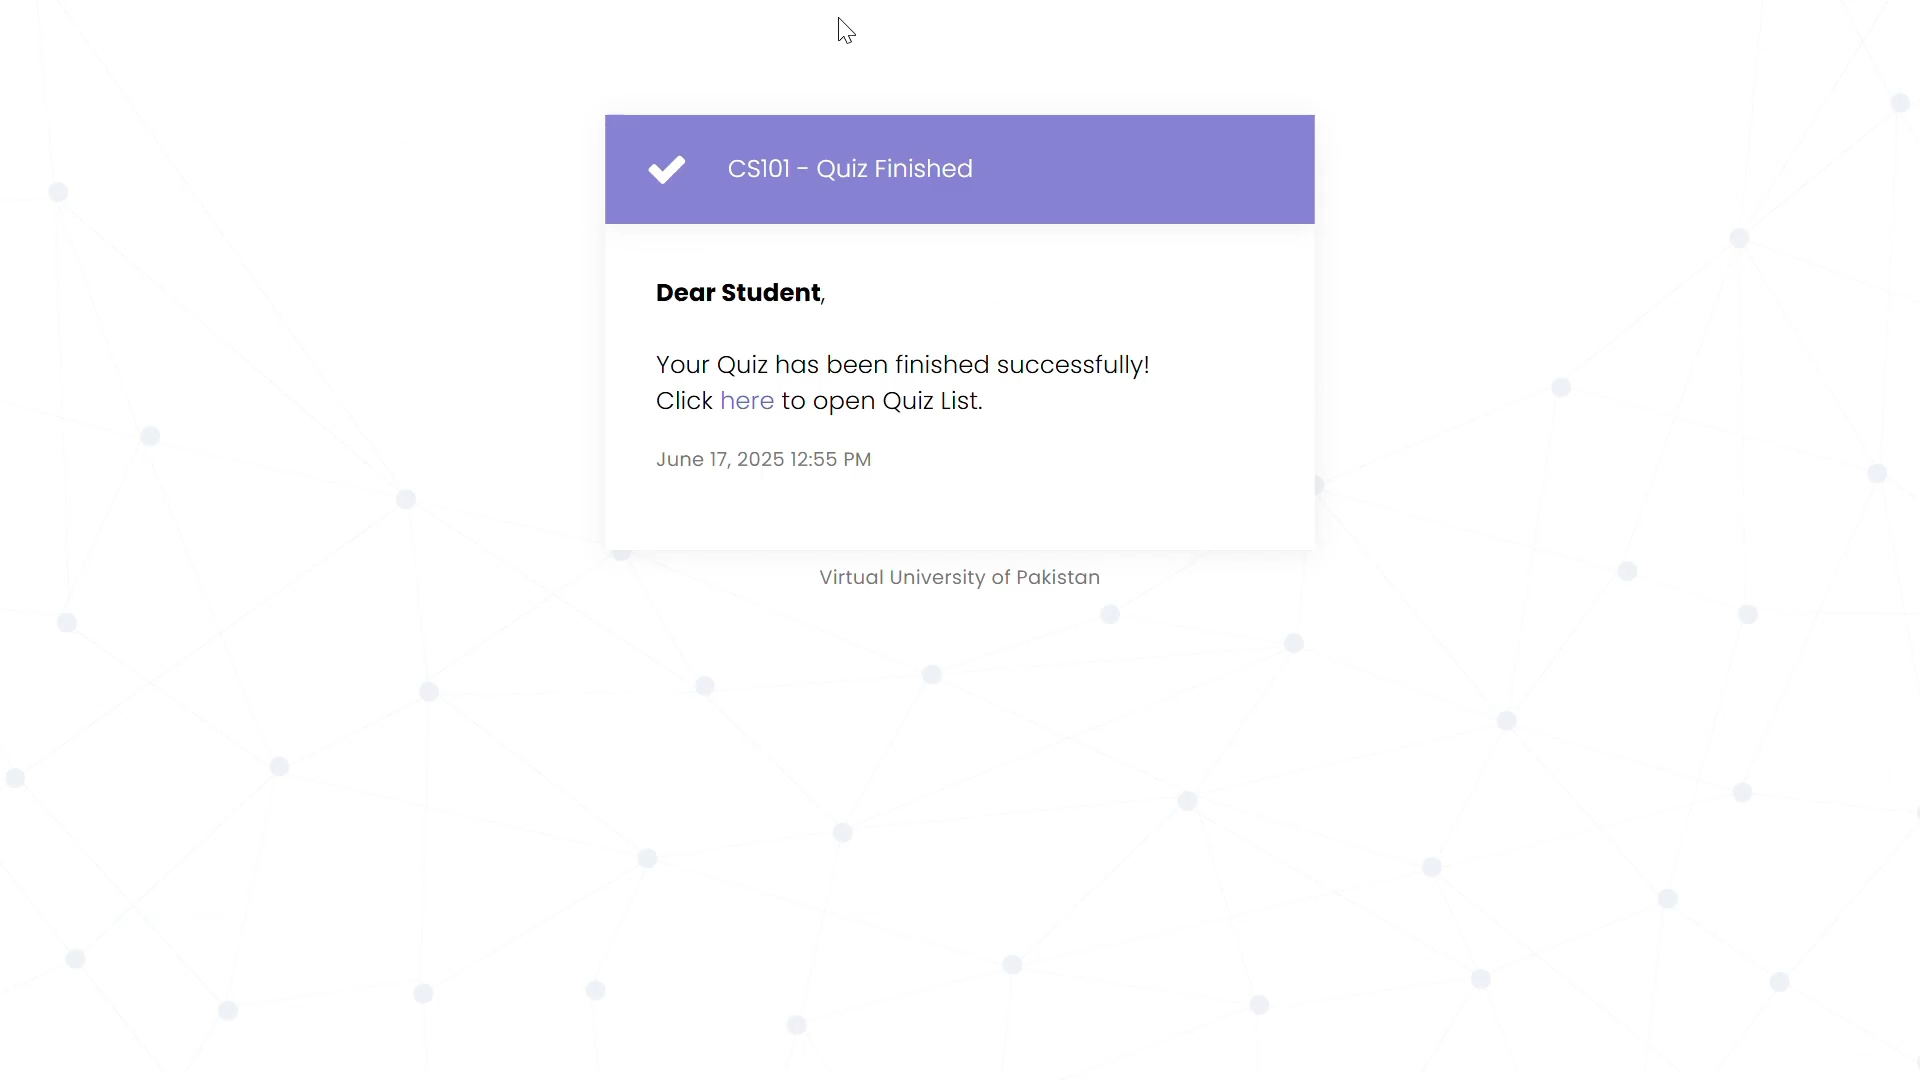 CS101 - Quiz Finished
Dear Student,
Your Quiz has been finished successfully!
Click here to open Quiz List.
June 17, 2025 12:55 PM
Virtual University of Pakistan